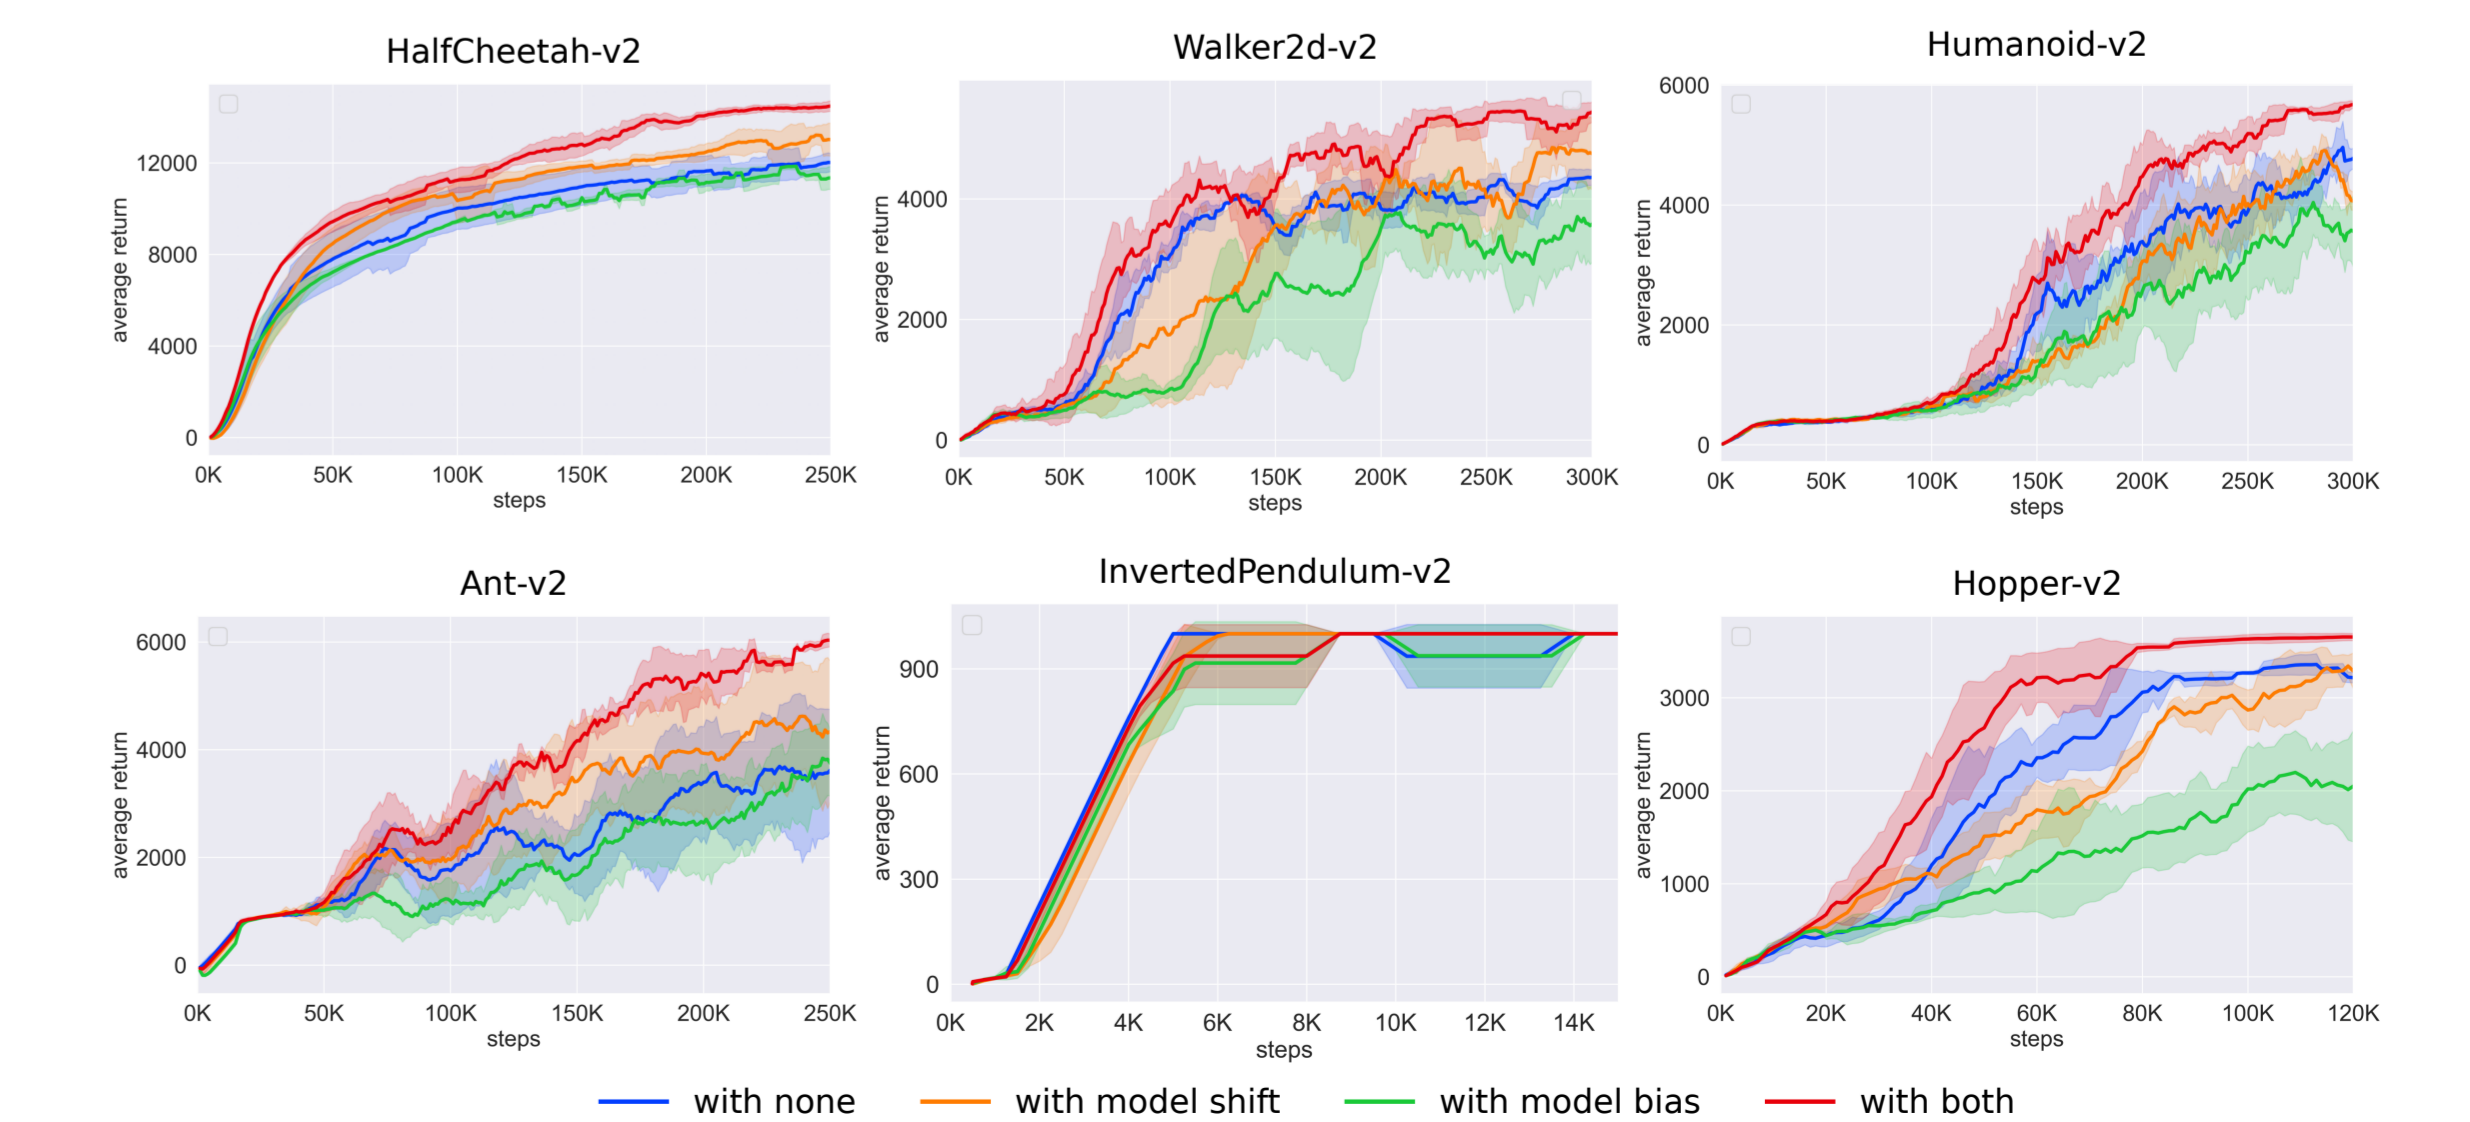 HalfCheetah-v2
average return
12000
8000
4000
0
0K 50K 100K 150K 200K 250K
steps
Walker2d-v2
average return
4000
2000
0
0K 50K 100K 150K 200K 250K 300K
steps
Humanoid-v2
average return
6000
4000
2000
0
0K 50K 100K 150K 200K 250K 300K
steps
Ant-v2
average return
6000
4000
2000
0
0K 50K 100K 150K 200K 250K
steps
InvertedPendulum-v2
average return
900
600
300
0
0K 2K 4K 6K 8K 10K 12K 14K
steps
Hopper-v2
average return
3000
2000
1000
0
0K 20K 40K 60K 80K 100K 120K
steps
with none with model shift with model bias with both